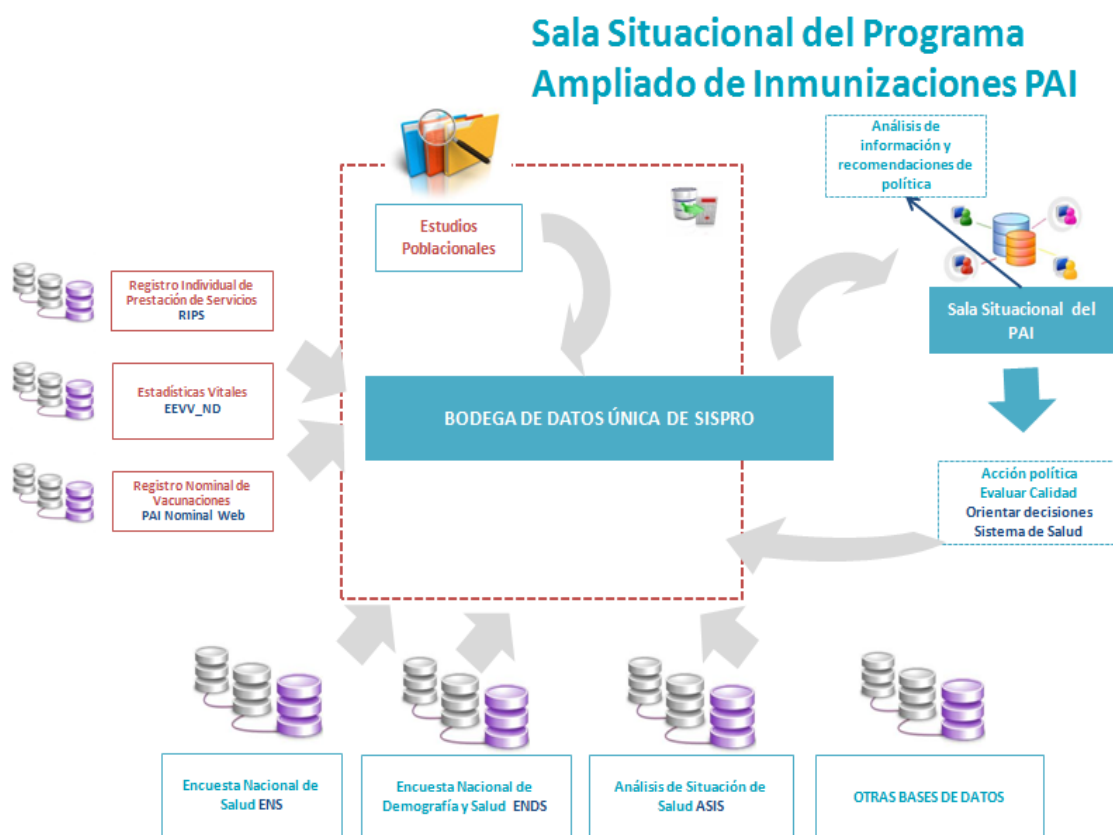 Sala Situacional del Programa
Ampliado de Inmunizaciones PAI
Análisis de
información y
recomendaciones de
política
Estudios
Poblacionales
Registro Individual de
Prestación de Servicios
RIPS
Sala Situacional del
PAI
Estadísticas Vitales
EEVV_ND
BODEGA DE DATOS ÚNICA DE SISPRO
Registro Nominal de
Vacunaciones
PAI Nominal Web
Acción política
Evaluar Calidad
Orientar decisiones
Sistema de Salud
Encuesta Nacional de
Salud ENS
Encuesta Nacional de
Demografía y Salud ENDS
Análisis de Situación de
Salud ASIS
OTRAS BASES DE DATOS